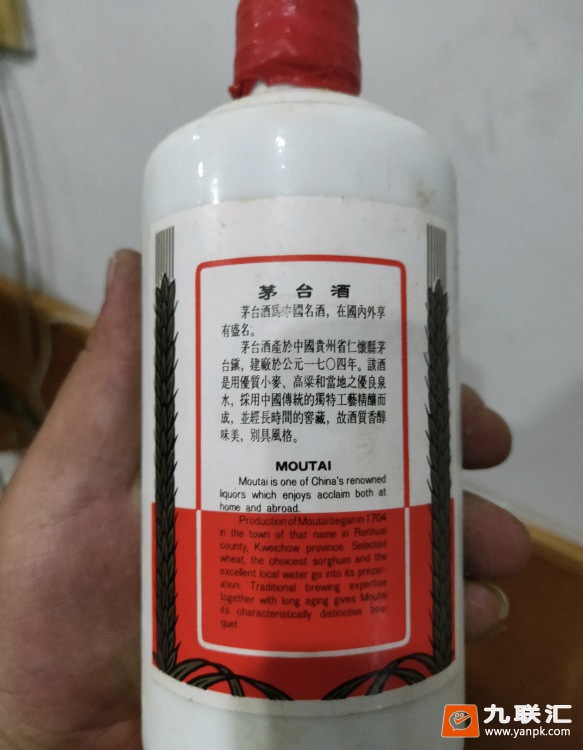 茅台酒
茅台酒爲中國名酒，在國內外享
有盛名。
茅台酒產於中國貴州省仁懷縣茅
台鎭，建廠於公元一七〇四年。該酒
是用優質小麥、高梁和當地之優良泉
水，採用中國傳統的獨特工藝精釀而
成，並經長時間的窖藏，故酒質香醇
味美，別具風格。
MOUTAI
Moutai is one of China's renowned
liquors which enjoys acclaim both at
home and abroad.
Production of Moutai began in 1704
in the town of that name in Renhuai
county, Kweichow province. Selected
wheat, the choicest sorghum and the
excellent local water go into its prepar-
ation. Traditional brewing expertise
together with long aging gives Moutai
its characteristically distinctive bou-
quet
九联汇
www.yanpk.com